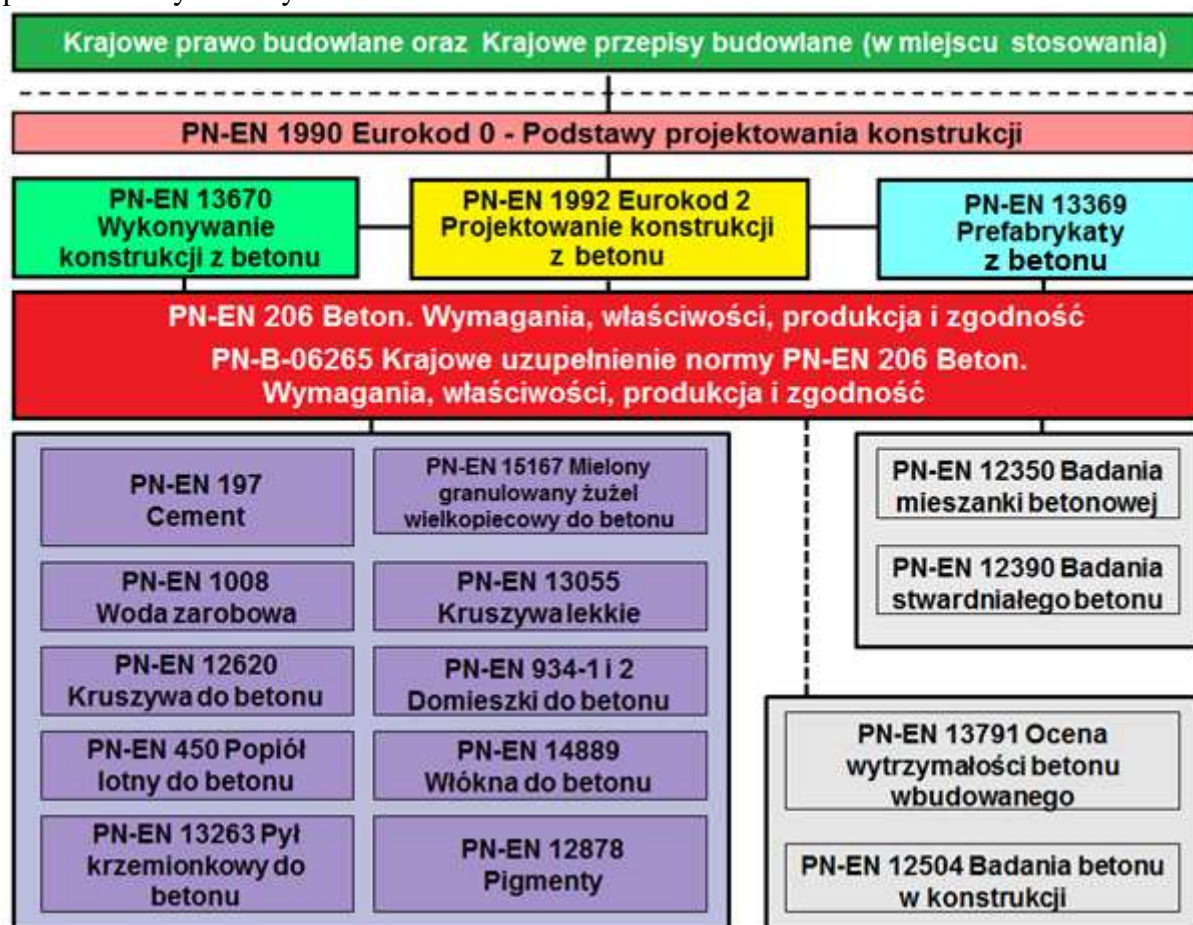 Krajowe prawo budowlane oraz Krajowe przepisy budowlane (w miejscu stosowania)
PN-EN 1990 Eurokod 0 - Podstawy projektowania konstrukcji
PN-EN 13670
Wykonywanie
konstrukcji z betonu
PN-EN 1992 Eurokod 2
Projektowanie konstrukcji
z betonu
PN-EN 13369
Prefabrykaty
z betonu
PN-EN 206 Beton. Wymagania, właściwości, produkcja i zgodność
PN-B-06265 Krajowe uzupełnienie normy PN-EN 206 Beton.
Wymagania, właściwości, produkcja i zgodność
PN-EN 197
Cement
PN-EN 15167 Mielony
granulowany żużel
wielkopiecowy do betonu
PN-EN 1008
Woda zarobowa
PN-EN 13055
Kruszywa lekkie
PN-EN 12620
Kruszywa do betonu
PN-EN 934-1 i 2
Domieszki do betonu
PN-EN 450 Popiół
lotny do betonu
PN-EN 14889
Włókna do betonu
PN-EN 13263 Pył
krzemionkowy do
betonu
PN-EN 12878
Pigmenty
PN-EN 12350 Badania
mieszanki betonowej
PN-EN 12390 Badania
stwardniałego betonu
PN-EN 13791 Ocena
wytrzymałości betonu
wbudowanego
PN-EN 12504 Badania betonu
w konstrukcji